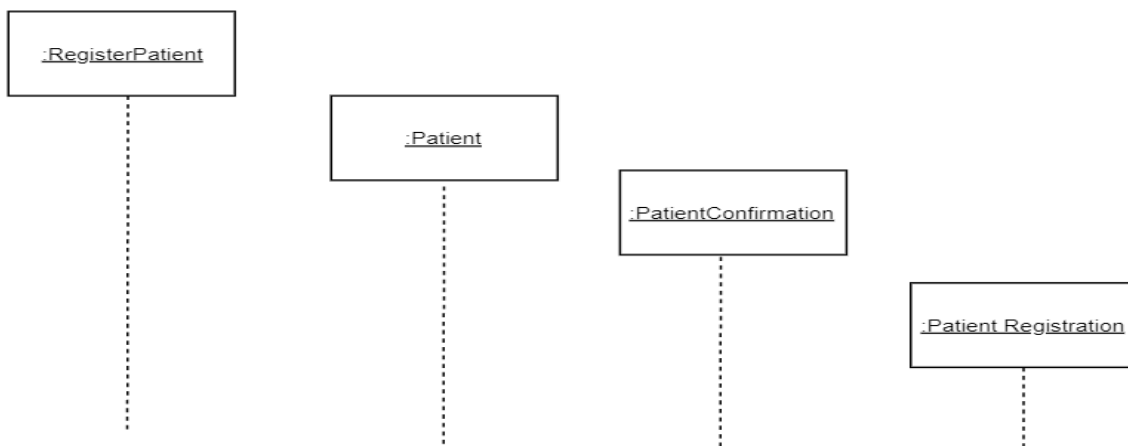 :RegisterPatient
:Patient
:PatientConfirmation
:Patient Registration